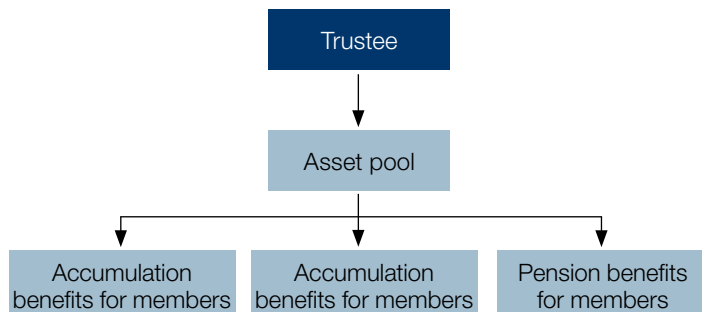 Trustee
Asset pool
Accumulation
benefits for members
Accumulation
benefits for members
Pension benefits
for members